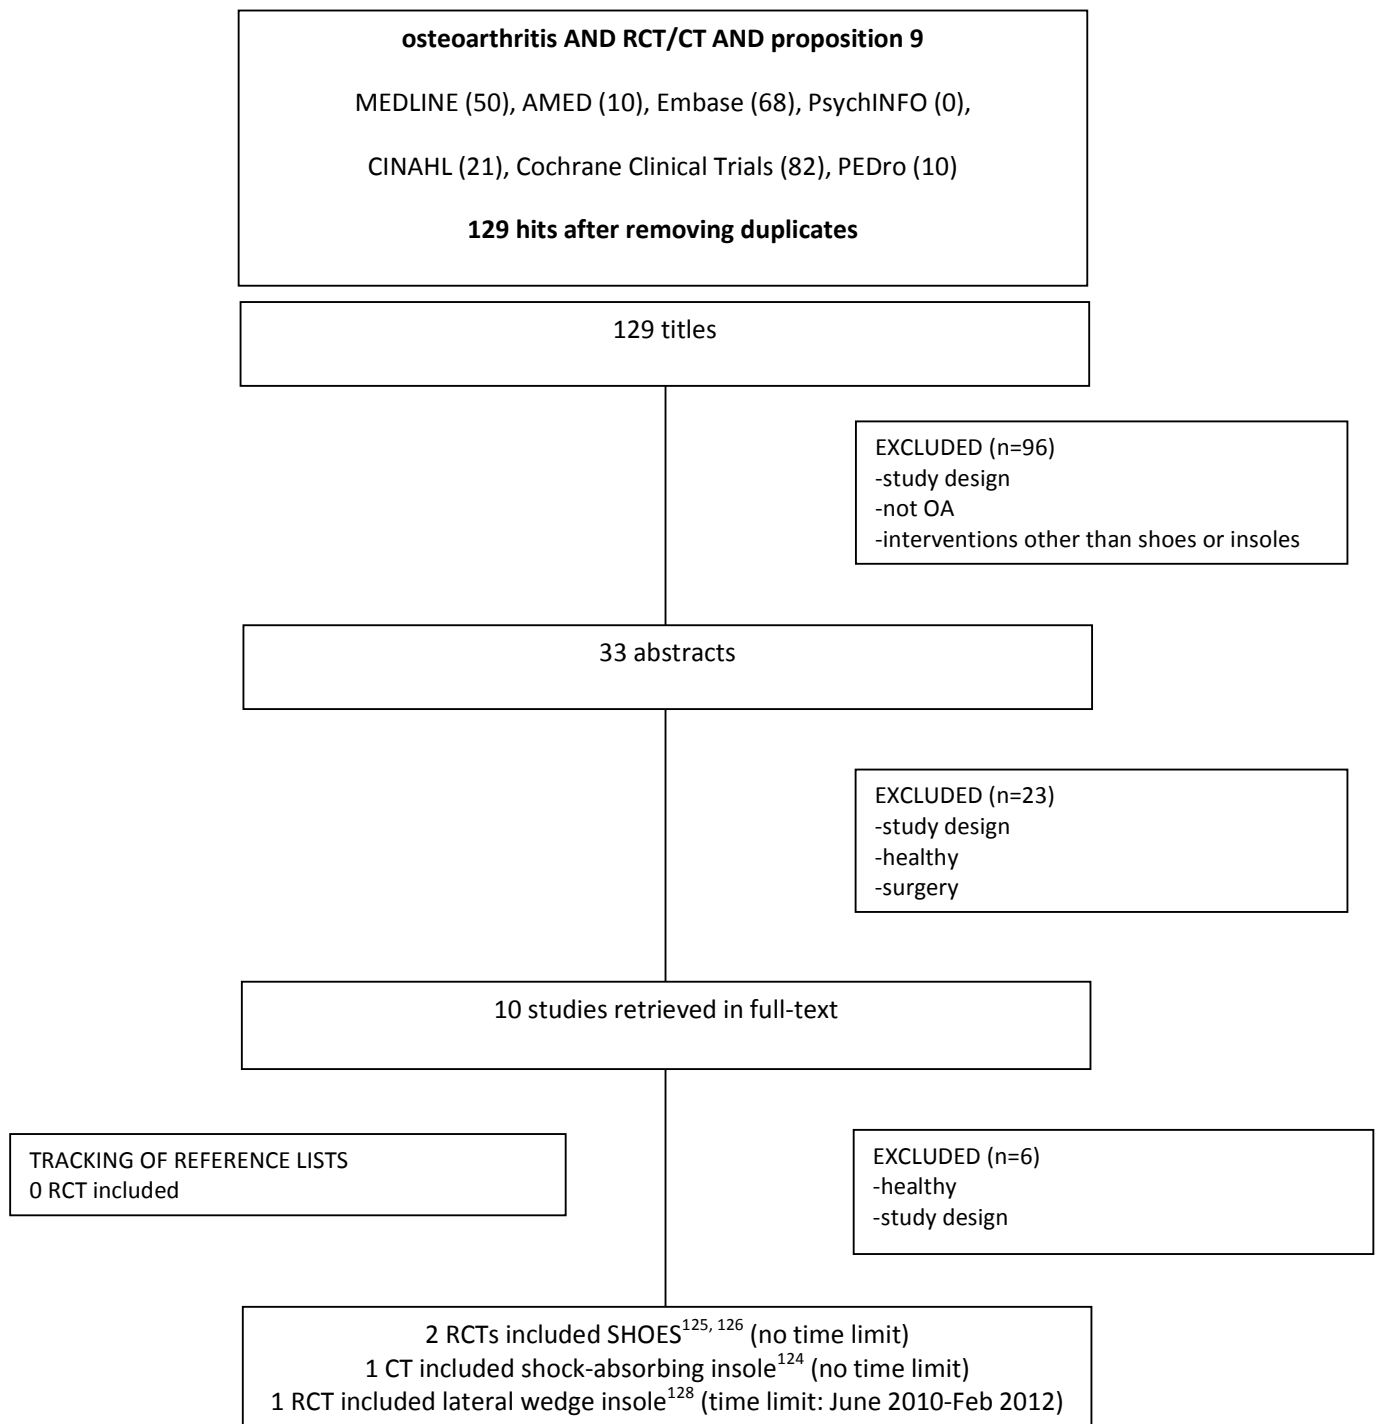 osteoarthritis AND RCT/CT AND proposition 9
MEDLINE (50), AMED (10), Embase (68), PsychINFO (0),
CINAHL (21), Cochrane Clinical Trials (82), PEDro (10)
129 hits after removing duplicates
129 titles
EXCLUDED (n=96)
-study design
-not OA
-interventions other than shoes or insoles
33 abstracts
EXCLUDED (n=23)
-study design
-healthy
-surgery
10 studies retrieved in full-text
TRACKING OF REFERENCE LISTS
0 RCT included
EXCLUDED (n=6)
-healthy
-study design
2 RCTs included SHOES125, 126 (no time limit)
1 CT included shock-absorbing insole124 (no time limit)
1 RCT included lateral wedge insole128 (time limit: June 2010-Feb 2012)